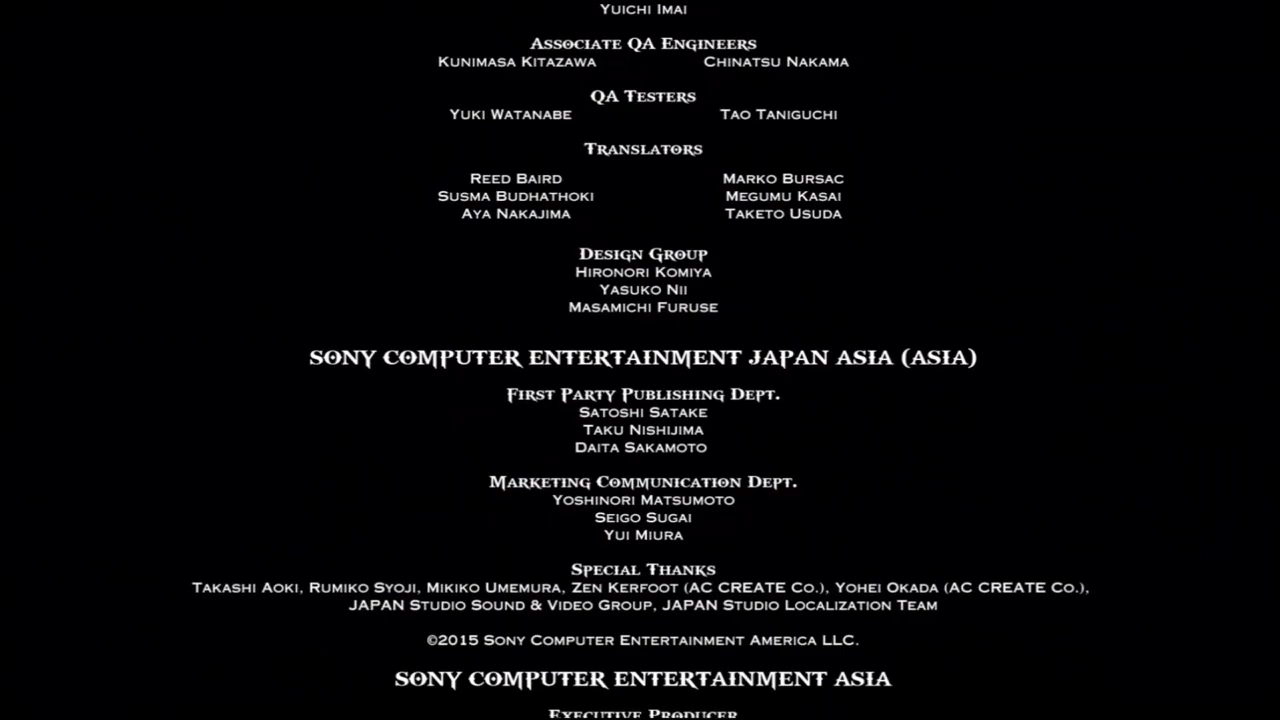 Yuichi Imai
Associate QA Engineers
Kunimasa Kitazawa Chinatsu Nakama
QA Testers
Yuki Watanabe Tao Taniguchi
Translators
Reed Baird Marko Bursac
Susma Budhathoki Megumu Kasai
Aya Nakajima Taketo Usuda
Design Group
Hironori Komiya
Yasuko Nii
Masamichi Furuse
SONY COMPUTER ENTERTAINMENT JAPAN ASIA (ASIA)
First Party Publishing Dept.
Satoshi Satake
Taku Nishijima
Daita Sakamoto
Marketing Communication Dept.
Yoshinori Matsumoto
Seigo Sugai
Yui Miura
Special Thanks
Takashi Aoki, Rumiko Syoji, Mikiko Umemura, Zen Kerfoot (AC CREATE Co.), Yohei Okada (AC CREATE Co.),
JAPAN Studio Sound & Video Group, JAPAN Studio Localization Team
©2015 Sony Computer Entertainment America LLC.
SONY COMPUTER ENTERTAINMENT ASIA
Executive Producer